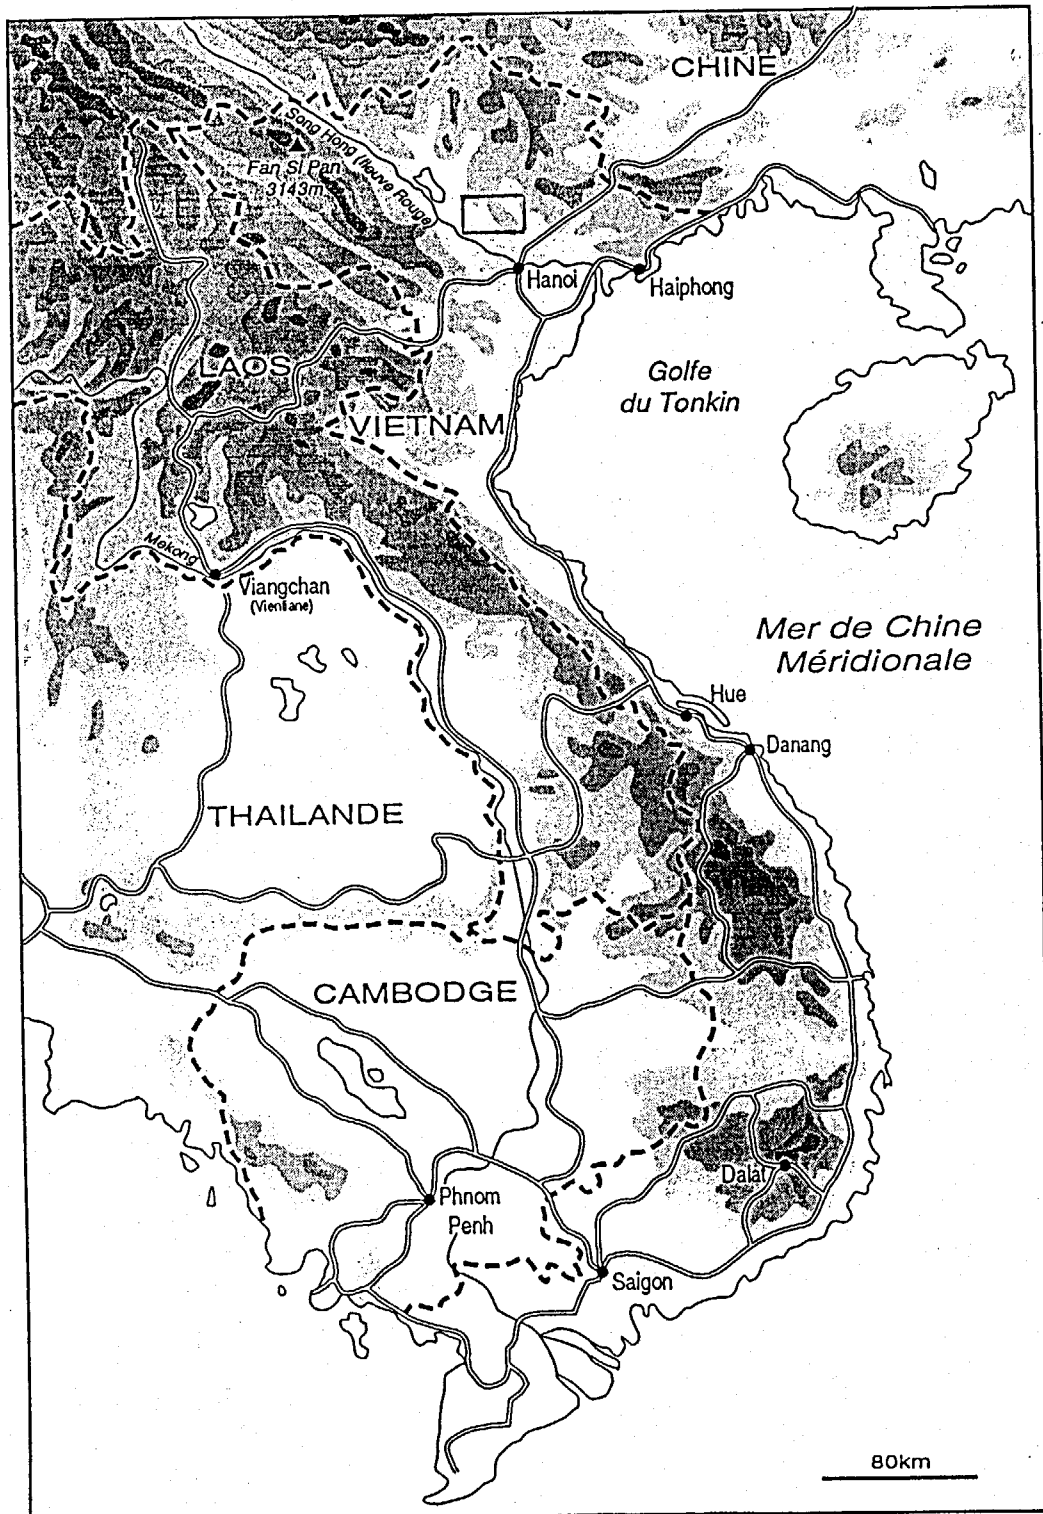 CHINE
Song Hong (fleuve Rouge)
Fan Si Pan
3143m
Hanoi
Haiphong
LAOS
Golfe
du Tonkin
VIETNAM
Mekong
Viangchan
(Vientiane)
Mer de Chine
Méridionale
Hue
Danang
THAILANDE
CAMBODGE
Dalat
Phnom
Penh
Saigon
80km